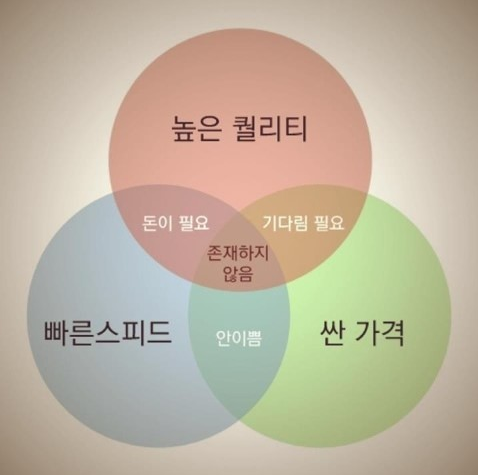 높은 퀄리티
돈이 필요
기다림 필요
존재하지
않음
빠른스피드
안이쁨
싼 가격